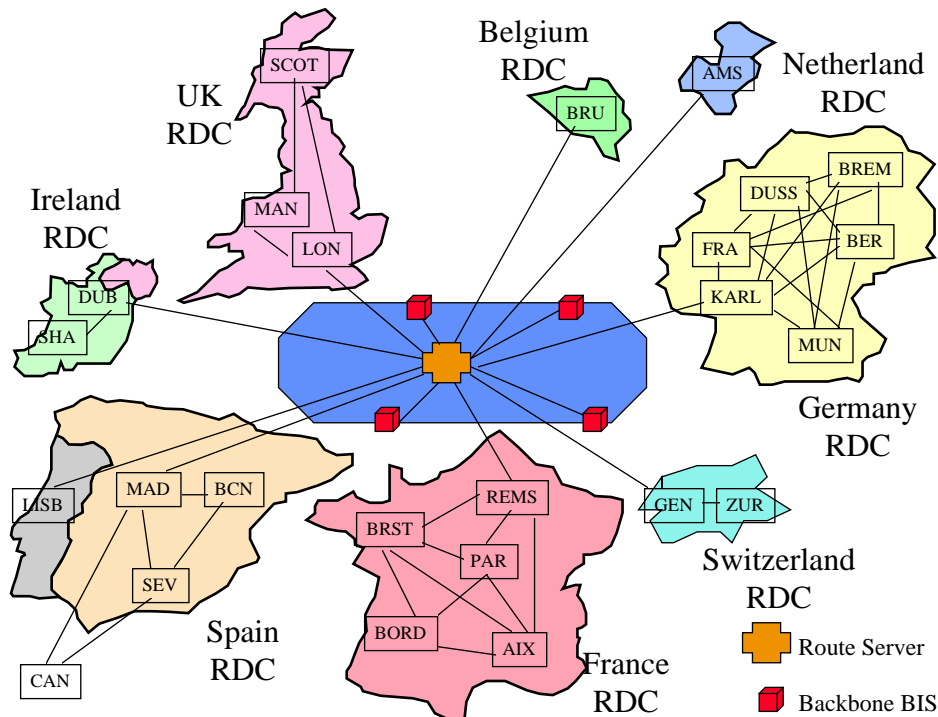 SCOT
UK
RDC
MAN
LON
Belgium
RDC
BRU
AMS
Netherland
RDC
BREM
DUSS
FRA
BER
KARL
MUN
Germany
RDC
Ireland
RDC
DUB
SHA
LISB
MAD
BCN
SEV
CAN
Spain
RDC
REMS
BRST
PAR
BORD
AIX
France
RDC
GEN
ZUR
Switzerland
RDC
Route Server
Backbone BIS